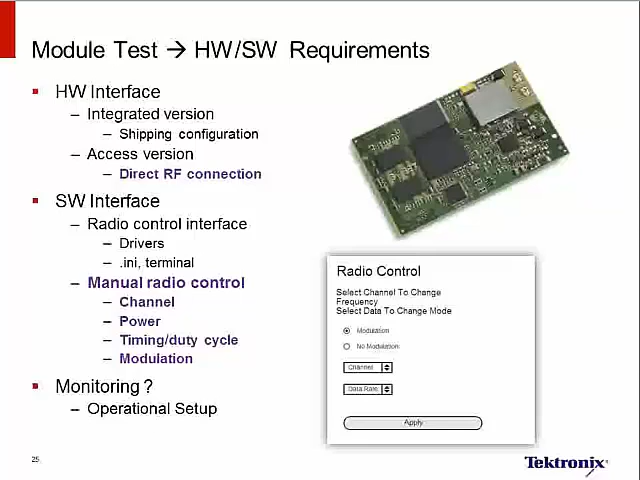 Module Test → HW/SW Requirements
▪ HW Interface
– Integrated version
– Shipping configuration
– Access version
– Direct RF connection
▪ SW Interface
– Radio control interface
– Drivers
– .ini, terminal
– Manual radio control
– Channel
– Power
– Timing/duty cycle
– Modulation
▪ Monitoring ?
– Operational Setup
Radio Control
Select Channel To Change
Frequency
Select Data To Change Mode
Modulation
No Modulation
Channel
Data Rate
Apply
25
Tektronix